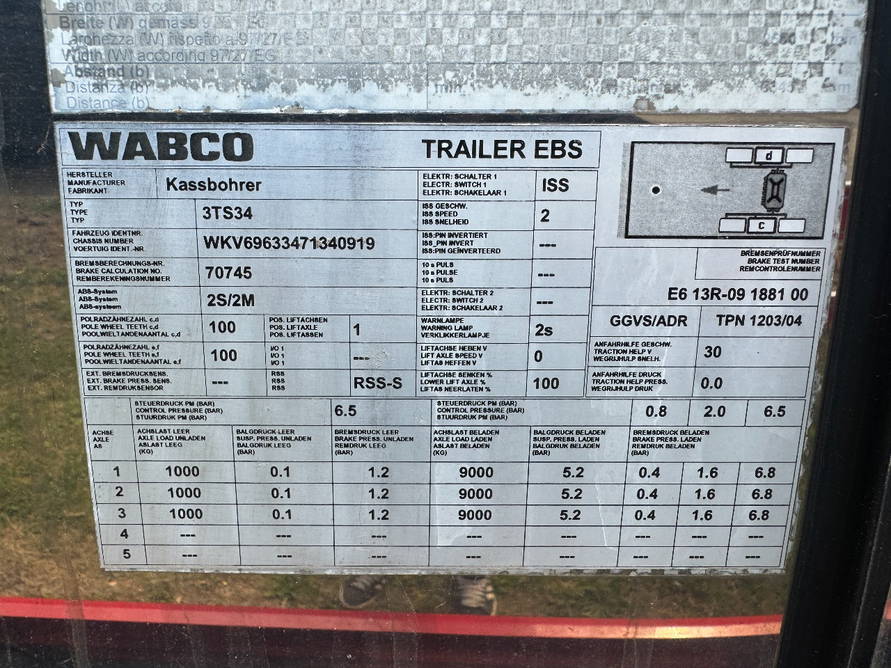 Breite (W) gemäss 97/27/EG
Larghezza (W) rispetto a 97/27/EG
Width (W) according 97/27/EG
Abstand (b)
Distanza (b)
Distance (b)
min.
WABCO TRAILER EBS
HERSTELLER
MANUFACTURER
FABRIKANT
Kassbohrer
ELEKTR: SCHALTER 1
ELECTR: SWITCH 1
ELEKTR: SCHAKELAAR 1
ISS
TYP
TYPE
TYP
3TS34
ISS GESCHW.
ISS SPEED
ISS SNELHEID
2
FAHRZEUG IDENTNR.
CHASSIS NUMBER
VOERTUIG IDENT.-NR.
WKV69633471340919
ISS:PIN INVERTIERT
ISS_PIN INVERT
ISS:PIN GEÏNVERTEERD
---
BREMSBERECHNUNGS-NR.
BRAKE CALCULATION NO.
REMBEREKENINGSNUMMER
70745
10 s PULS
10 s PULSE
10 s PULS
---
ABS-System
ABS-System
ABS-systeem
2S/2M
ELEKTR: SCHALTER 2
ELECTR: SWITCH 2
ELEKTR: SCHAKELAAR 2
---
POLRADZÄHNEZAHL c,d
POLE WHEEL TEETH c,d
POOLWIELTANDENAANTAL c,d
100
POS. LIFTACHSEN
POS. LIFTAXLE
POS. LIFTASSEN
1
WARNLAMPE
WARNING LAMP
VERKLIKKERLAMPJE
2s
POLRADZÄHNEZAHL e,f
POLE WHEEL TEETH e,f
POOLWIELTANDENAANTAL e,f
100
I/O 1
I/O 1
I/O 1
---
LIFTACHSE HEBEN V
LIFT AXLE SPEED V
LIFTAS HEFFEN V
0
EXT. BREMSDRUCKSENS.
EXT. BRAKE PRESS. SENS.
EXT. REMDRUKSENSOR
---
RSS
RSS
RSS
RSS-S
LIFTACHSE SENKEN %
LOWER LIFT AXLE %
LIFTAS NEERLATEN %
100
d
c
BREMSENPRÜFNUMMER
BRAKE TEST NUMBER
REMCONTROLENUMMER
E6 13R-09 1881 00
GGVS/ADR TPN 1203/04
ANFAHRHILFE GESCHW.
TRACTION HELP V
WEGRIJHULP SNELH.
30
ANFAHRHILFE DRUCK
TRACTION HELP PRESS.
WEGRIJHULP DRUK
0.0
STEUERDRUCK PM (BAR)
CONTROL PRESSURE (BAR)
STUURDRUK PM (BAR)
6.5
STEUERDRUCK PM (BAR)
CONTROL PRESSURE (BAR)
STUURDRUK PM (BAR)
0.8 2.0 6.5
ACHSE
AXLE
AS
ACHSLAST LEER
AXLE LOAD UNLADEN
ASLAST LEEG
(KG)
BALGDRUCK LEER
SUSP. PRESS. UNLADEN
BALGDRUK LEEG
(BAR)
BREMSDRUCK LEER
BRAKE PRESS. UNLADEN
REMDRUK LEEG
(BAR)
ACHSLAST BELADEN
AXLE LOAD LADEN
ASLAST BELADEN
(KG)
BALGDRUCK BELADEN
SUSP. PRESS. LADEN
BALGDRUK BELADEN
(BAR)
BREMSDRUCK BELADEN
BRAKE PRESS. LADEN
REMDRUK BELADEN
(BAR)
1 1000 0.1 1.2 9000 5.2 0.4 1.6 6.8
2 1000 0.1 1.2 9000 5.2 0.4 1.6 6.8
3 1000 0.1 1.2 9000 5.2 0.4 1.6 6.8
4 --- --- --- --- --- --- --- ---
5 --- --- --- --- --- --- --- ---